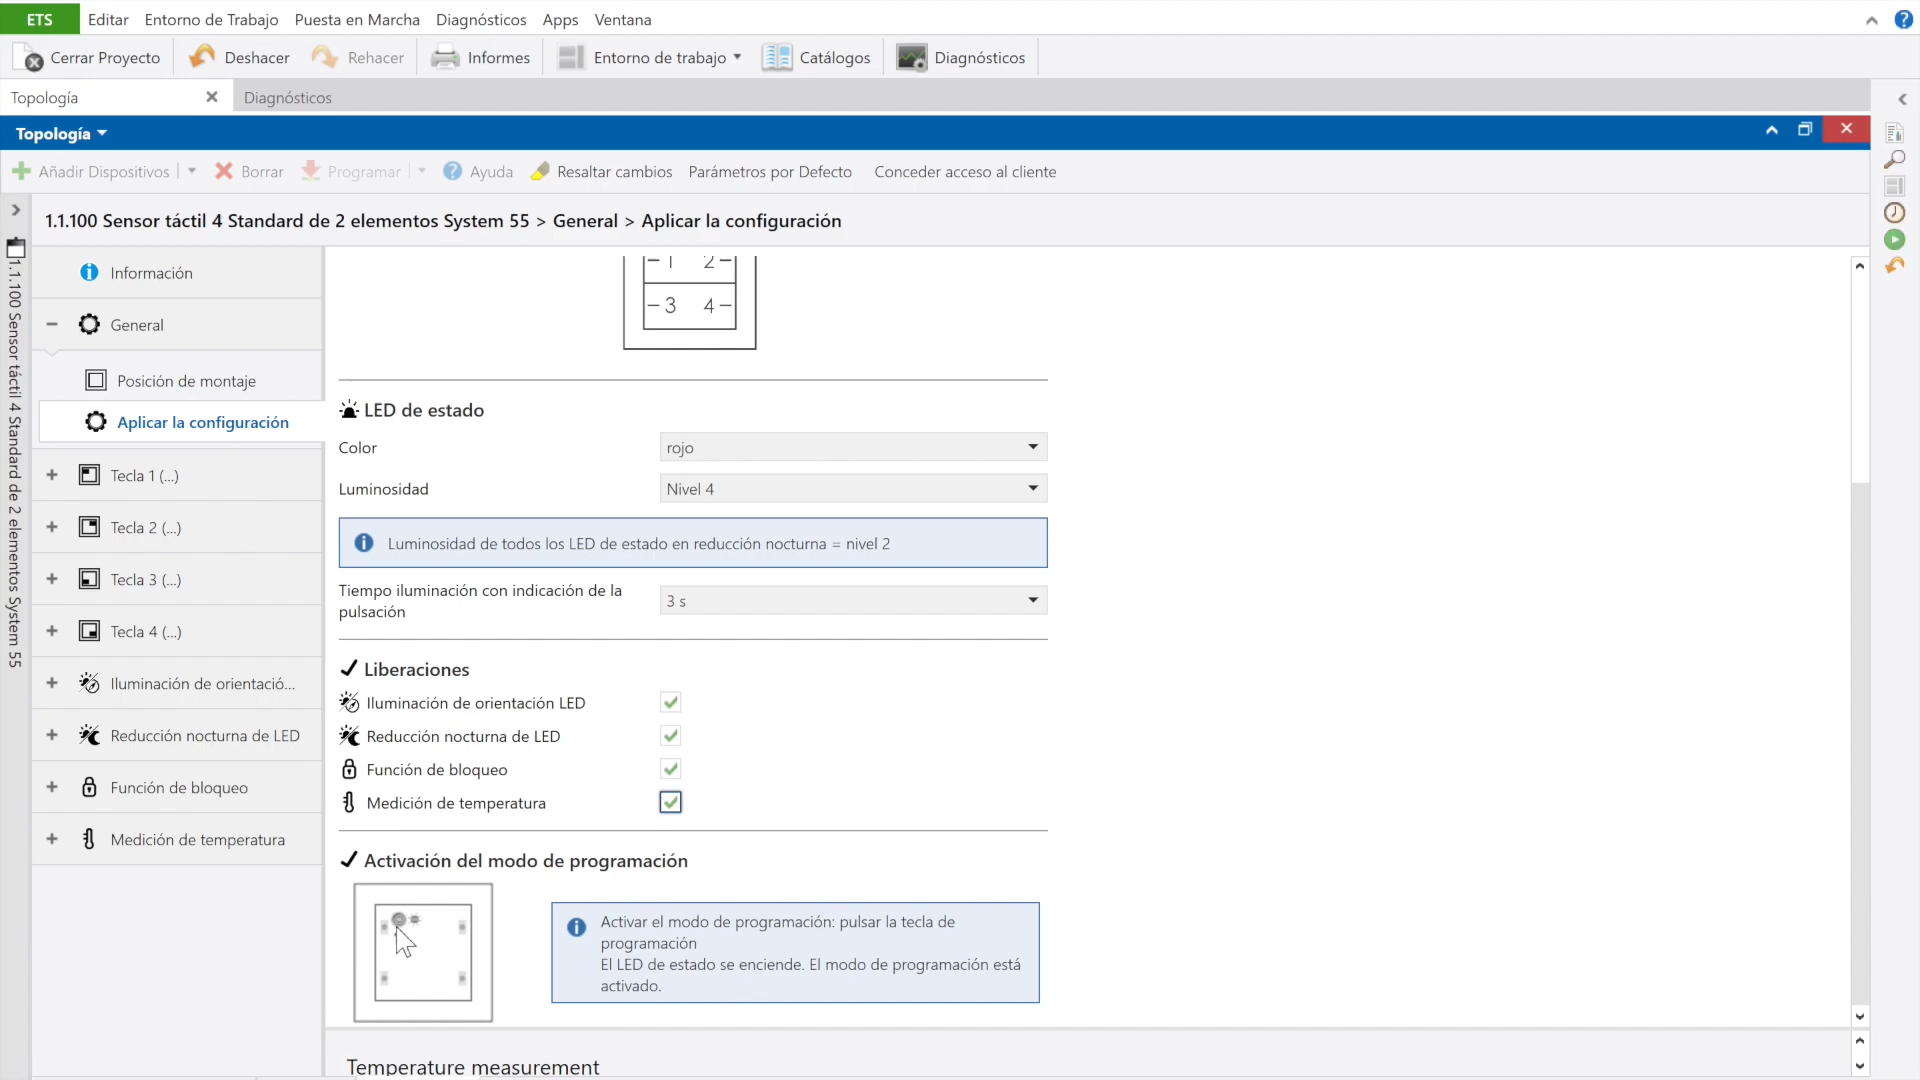 ETS Editar Entorno de Trabajo Puesta en Marcha Diagnósticos Apps Ventana
Cerrar Proyecto Deshacer Rehacer Informes Entorno de trabajo Catálogos Diagnósticos
Topología Diagnósticos
Topología
Añadir Dispositivos Borrar Programar Ayuda Resaltar cambios Parámetros por Defecto Conceder acceso al cliente
1.1.100 Sensor táctil 4 Standard de 2 elementos System 55 > General > Aplicar la configuración
1.1.100 Sensor táctil 4 Standard de 2 elementos System 55
Información
General
Posición de montaje
Aplicar la configuración
Tecla 1 (...)
Tecla 2 (...)
Tecla 3 (...)
Tecla 4 (...)
Iluminación de orientació...
Reducción nocturna de LED
Función de bloqueo
Medición de temperatura
1 2
3 4
LED de estado
Color rojo
Luminosidad Nivel 4
Luminosidad de todos los LED de estado en reducción nocturna = nivel 2
Tiempo iluminación con indicación de la
pulsación
3 s
Liberaciones
Iluminación de orientación LED
Reducción nocturna de LED
Función de bloqueo
Medición de temperatura
Activación del modo de programación
Activar el modo de programación: pulsar la tecla de
programación
El LED de estado se enciende. El modo de programación está
activado.
Temperature measurement